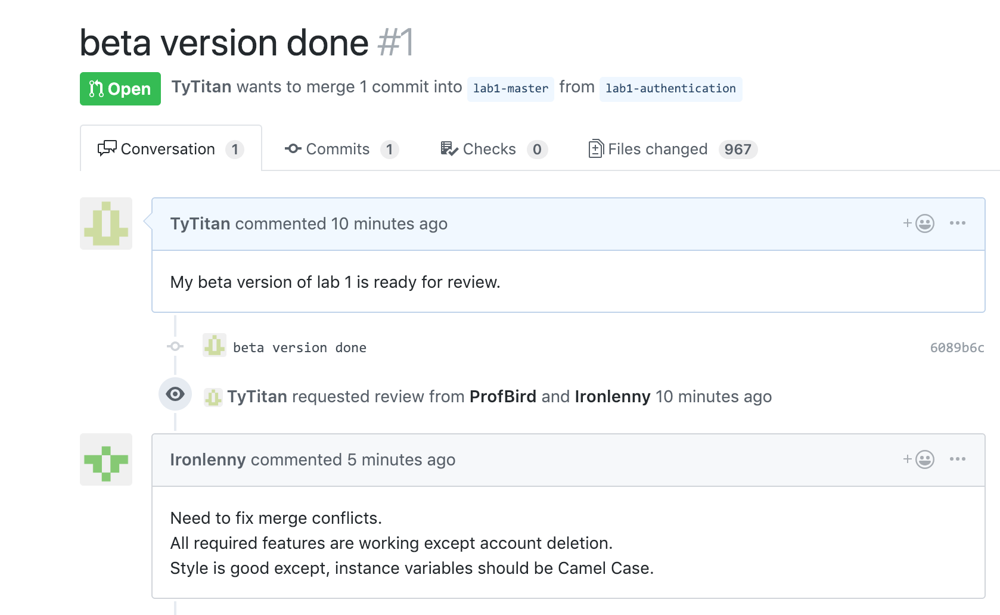 beta version done #1
Open TyTitan wants to merge 1 commit into lab1-master from lab1-authentication
Conversation 1 Commits 1 Checks 0 Files changed 967
TyTitan commented 10 minutes ago
My beta version of lab 1 is ready for review.
beta version done 6089b6c
TyTitan requested review from ProfBird and Ironlenny 10 minutes ago
Ironlenny commented 5 minutes ago
Need to fix merge conflicts.
All required features are working except account deletion.
Style is good except, instance variables should be Camel Case.